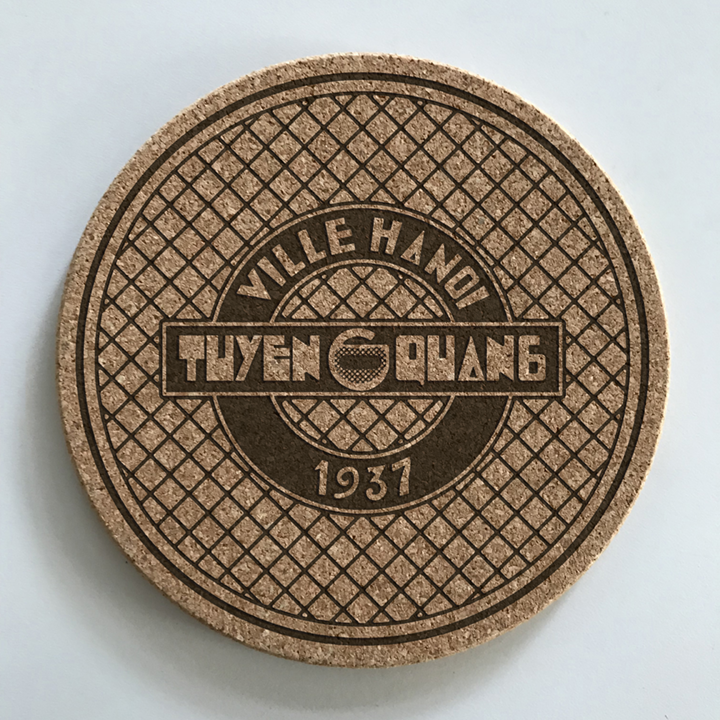 VILLE HANOI
TUYEN QUANG
1937